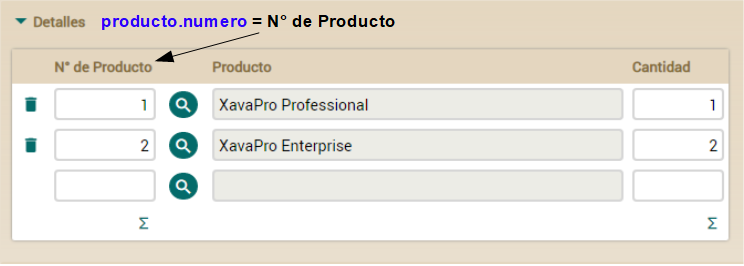 Detalles producto.numero = N° de Producto
N° de Producto Producto Cantidad
1 XavaPro Professional 1
2 XavaPro Enterprise 2
Σ Σ